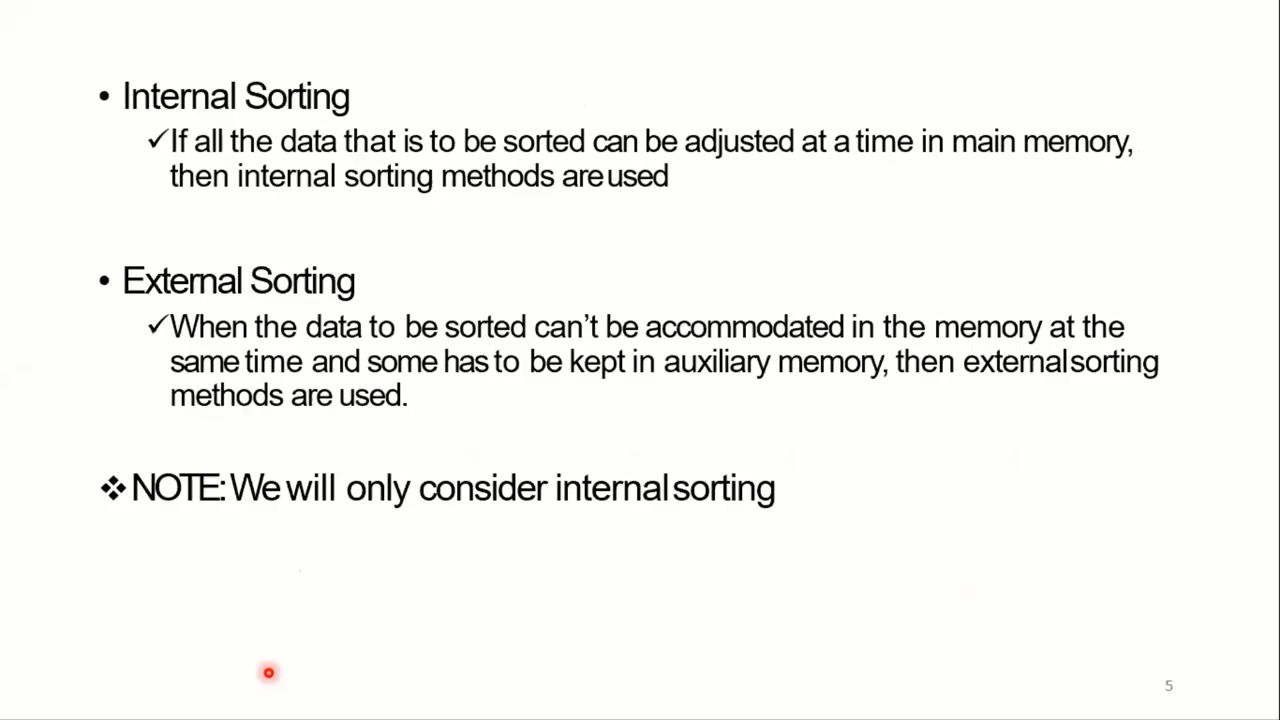 • Internal Sorting
✓If all the data that is to be sorted can be adjusted at a time in main memory,
then internal sorting methods are used
• External Sorting
✓When the data to be sorted can’t be accommodated in the memory at the
same time and some has to be kept in auxiliary memory, then external sorting
methods are used.
❖NOTE: We will only consider internal sorting
5